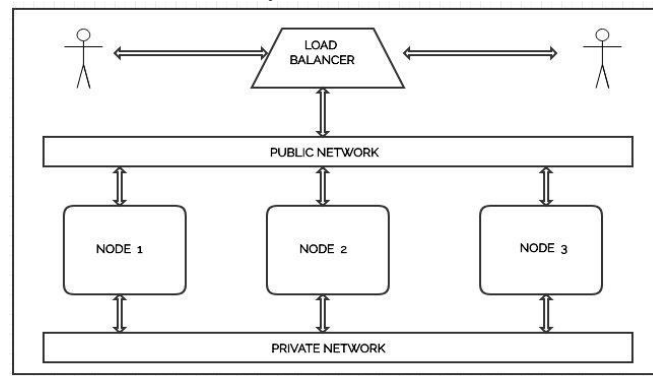 LOAD
BALANCER
PUBLIC NETWORK
NODE 1
NODE 2
NODE 3
PRIVATE NETWORK